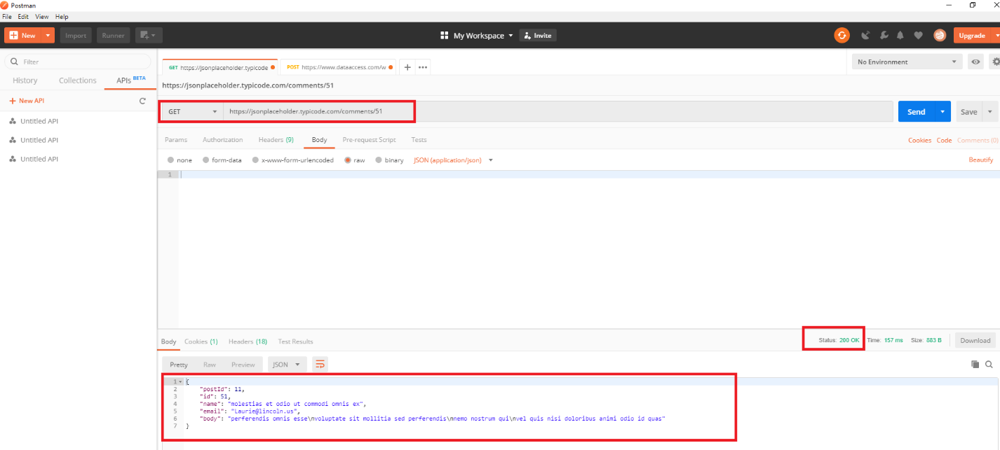 Postman
File Edit View Help
New Import Runner My Workspace Invite Upgrade
Filter
History Collections APIs BETA
New API
Untitled API
Untitled API
Untitled API
GET https://jsonplaceholder.typicode POST https://www.dataaccess.com/w No Environment
https://jsonplaceholder.typicode.com/comments/51
GET https://jsonplaceholder.typicode.com/comments/51 Send Save
Params Authorization Headers (9) Body Pre-request Script Tests Cookies Code Comments (0)
none form-data x-www-form-urlencoded raw binary JSON (application/json) Beautify
1
Body Cookies (1) Headers (18) Test Results Status: 200 OK Time: 157 ms Size: 883 B Download
Pretty Raw Preview JSON
1 {
2 "postId": 11,
3 "id": 51,
4 "name": "molestias et odio ut commodi omnis ex",
5 "email": "Laurie@lincoln.us",
6 "body": "perferendis omnis esse\nvoluptate sit mollitia sed perferendis\nnemo nostrum qui\nvel quis nisi doloribus animi odio id quas"
7 }